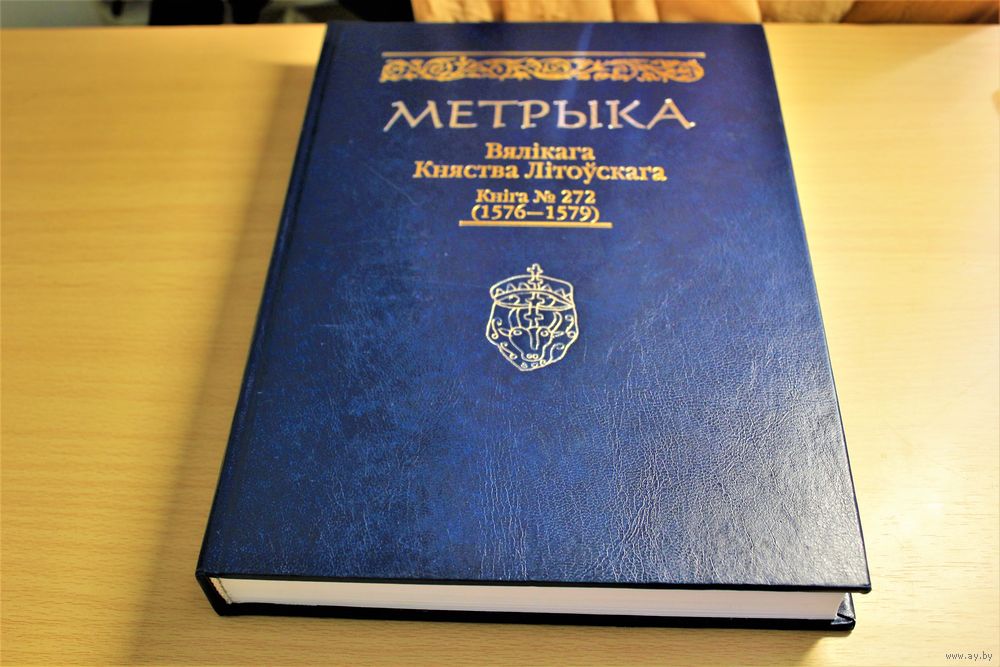 МЕТРЫКА
Вялікага
Княства Літоўскага
Кніга № 272
(1576—1579)
www.ay.by